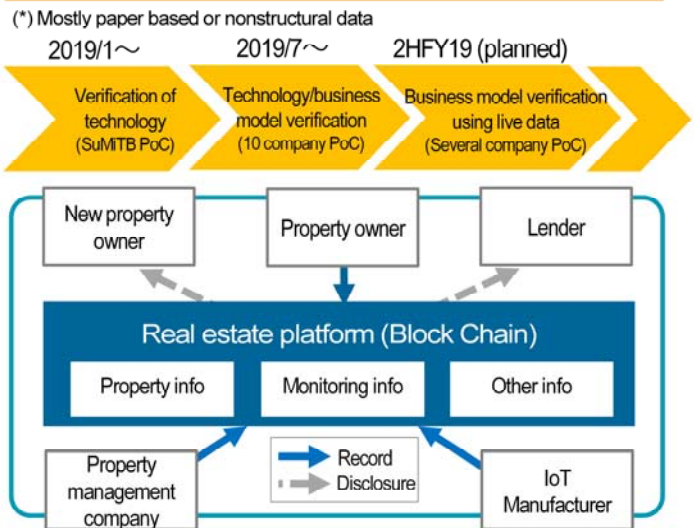 (*) Mostly paper based or nonstructural data
2019/1～
2019/7～
2HFY19 (planned)
Verification of
technology
(SuMiTB PoC)
Technology/business
model verification
(10 company PoC)
Business model verification
using live data
(Several company PoC)
New property
owner
Property owner
Lender
Real estate platform (Block Chain)
Property info
Monitoring info
Other info
Property
management
company
Record
Disclosure
IoT
Manufacturer